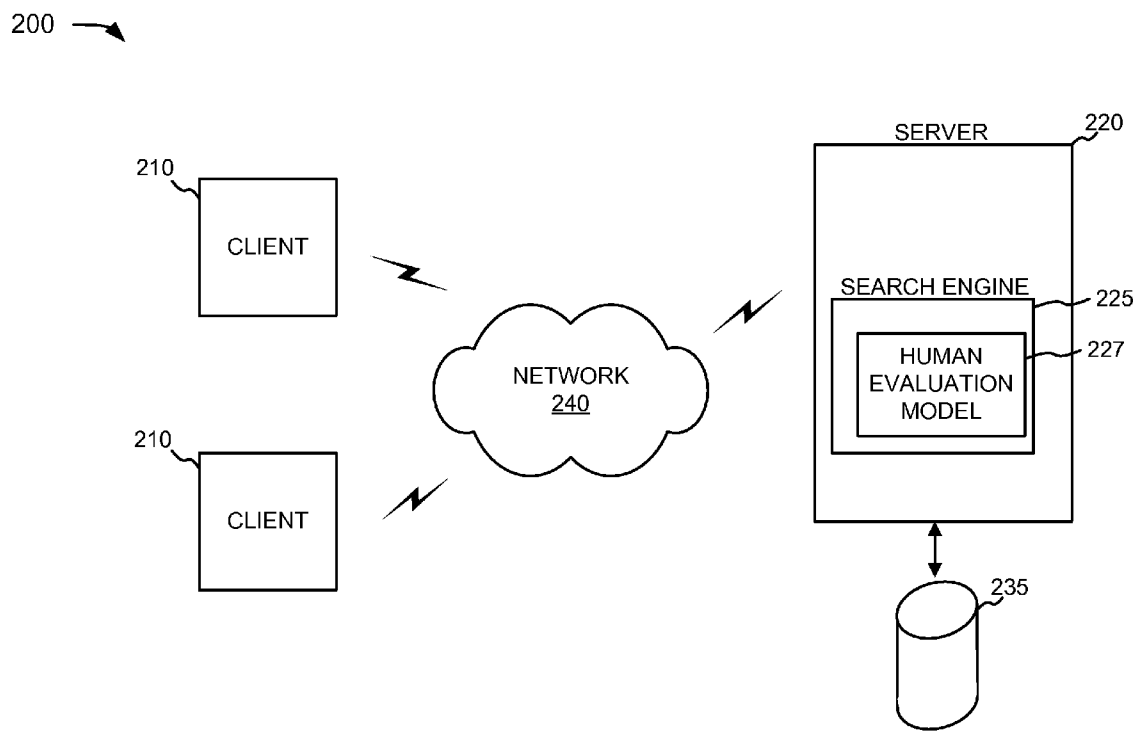 200
SERVER
220
210
CLIENT
SEARCH ENGINE
225
HUMAN
EVALUATION
MODEL
227
NETWORK
240
210
CLIENT
235